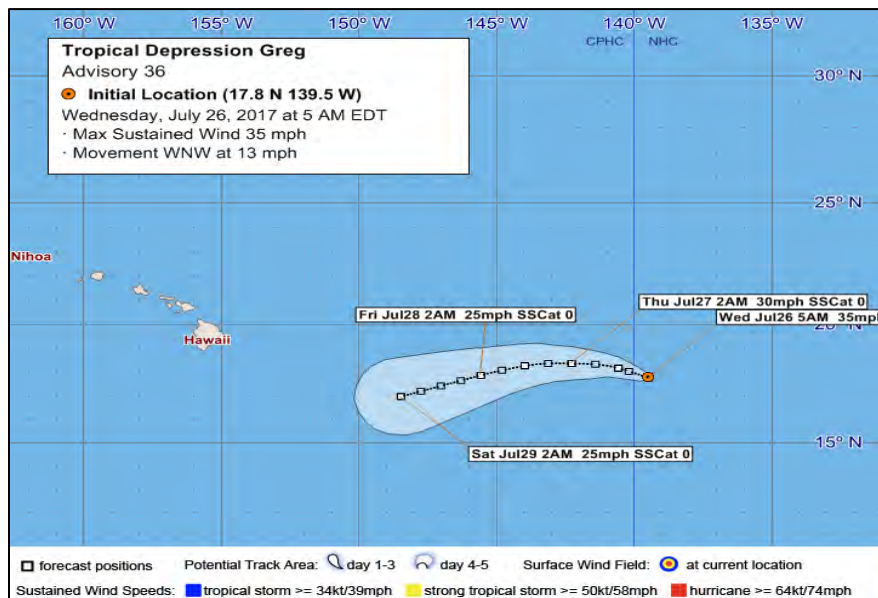 160° W 155° W 150° W 145° W 140° W 135° W
CPHC NHC
Tropical Depression Greg
Advisory 36
Initial Location (17.8 N 139.5 W)
Wednesday, July 26, 2017 at 5 AM EDT
· Max Sustained Wind 35 mph
· Movement WNW at 13 mph
30° N
25° N
Nihoa
Hawaii
Fri Jul28 2AM 25mph SSCat 0
Thu Jul27 2AM 30mph SSCat 0
Wed Jul26 5AM 35mph
20° N
15° N
Sat Jul29 2AM 25mph SSCat 0
forecast positions Potential Track Area: day 1-3 day 4-5 Surface Wind Field: at current location
Sustained Wind Speeds: tropical storm >= 34kt/39mph strong tropical storm >= 50kt/58mph hurricane >= 64kt/74mph